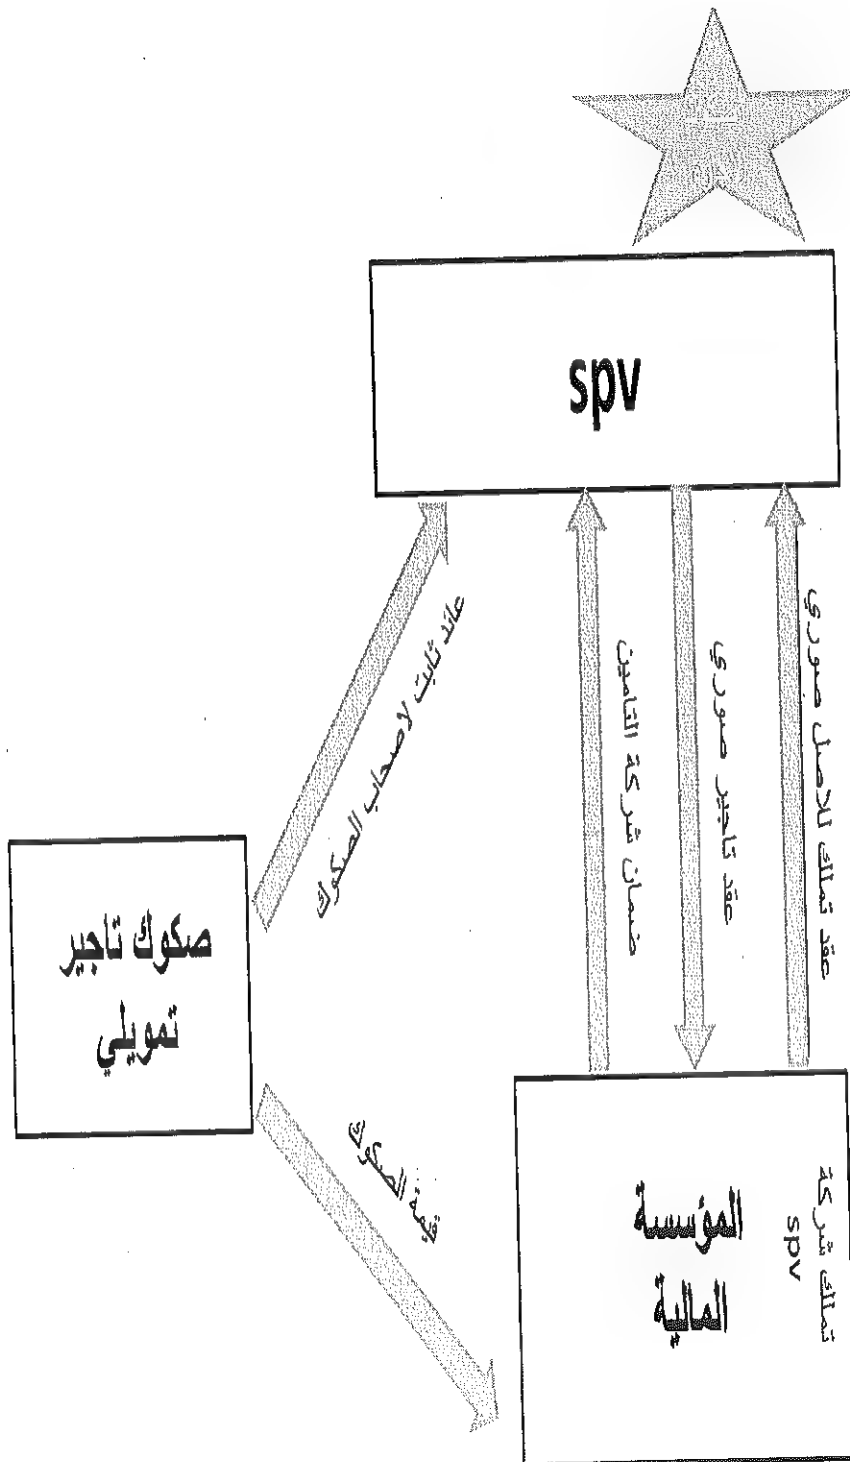 spv
عقد تملك للاصل صوري
عقد تاجير صوري
ضمان شركة التامين
عائد ثابت لاصحاب الصكوك
صكوك تاجير
تمويلي
قيمة الصكوك
تملك شركة
spv
المؤسسة
المالية